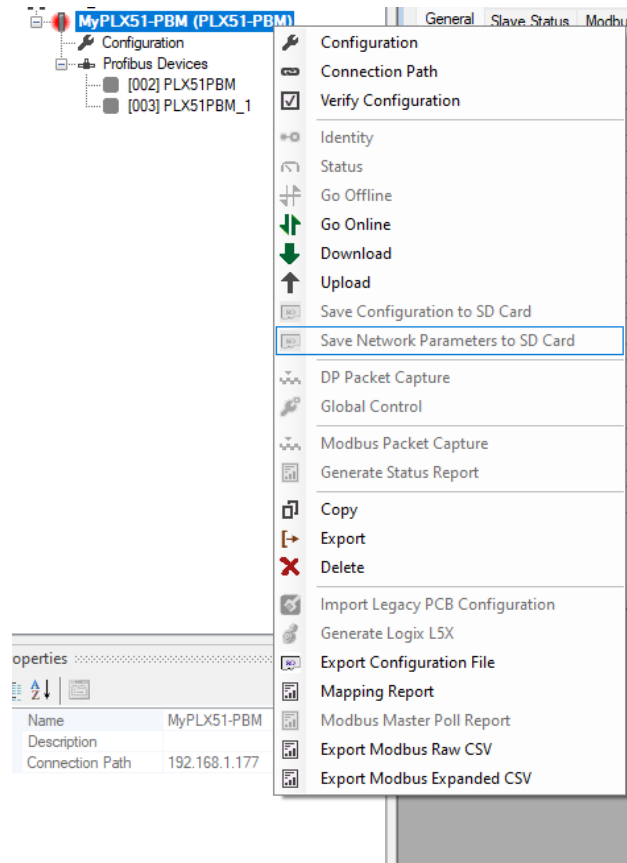 MyPLX51-PBM (PLX51-PBM)
General Slave Status Modbu
Configuration
Profibus Devices
[002] PLX51PBM
[003] PLX51PBM_1
Configuration
Connection Path
Verify Configuration
Identity
Status
Go Offline
Go Online
Download
Upload
Save Configuration to SD Card
Save Network Parameters to SD Card
DP Packet Capture
Global Control
Modbus Packet Capture
Generate Status Report
Copy
Export
Delete
Import Legacy PCB Configuration
Generate Logix L5X
Export Configuration File
Mapping Report
Modbus Master Poll Report
Export Modbus Raw CSV
Export Modbus Expanded CSV
operties
Name MyPLX51-PBM
Description
Connection Path 192.168.1.177